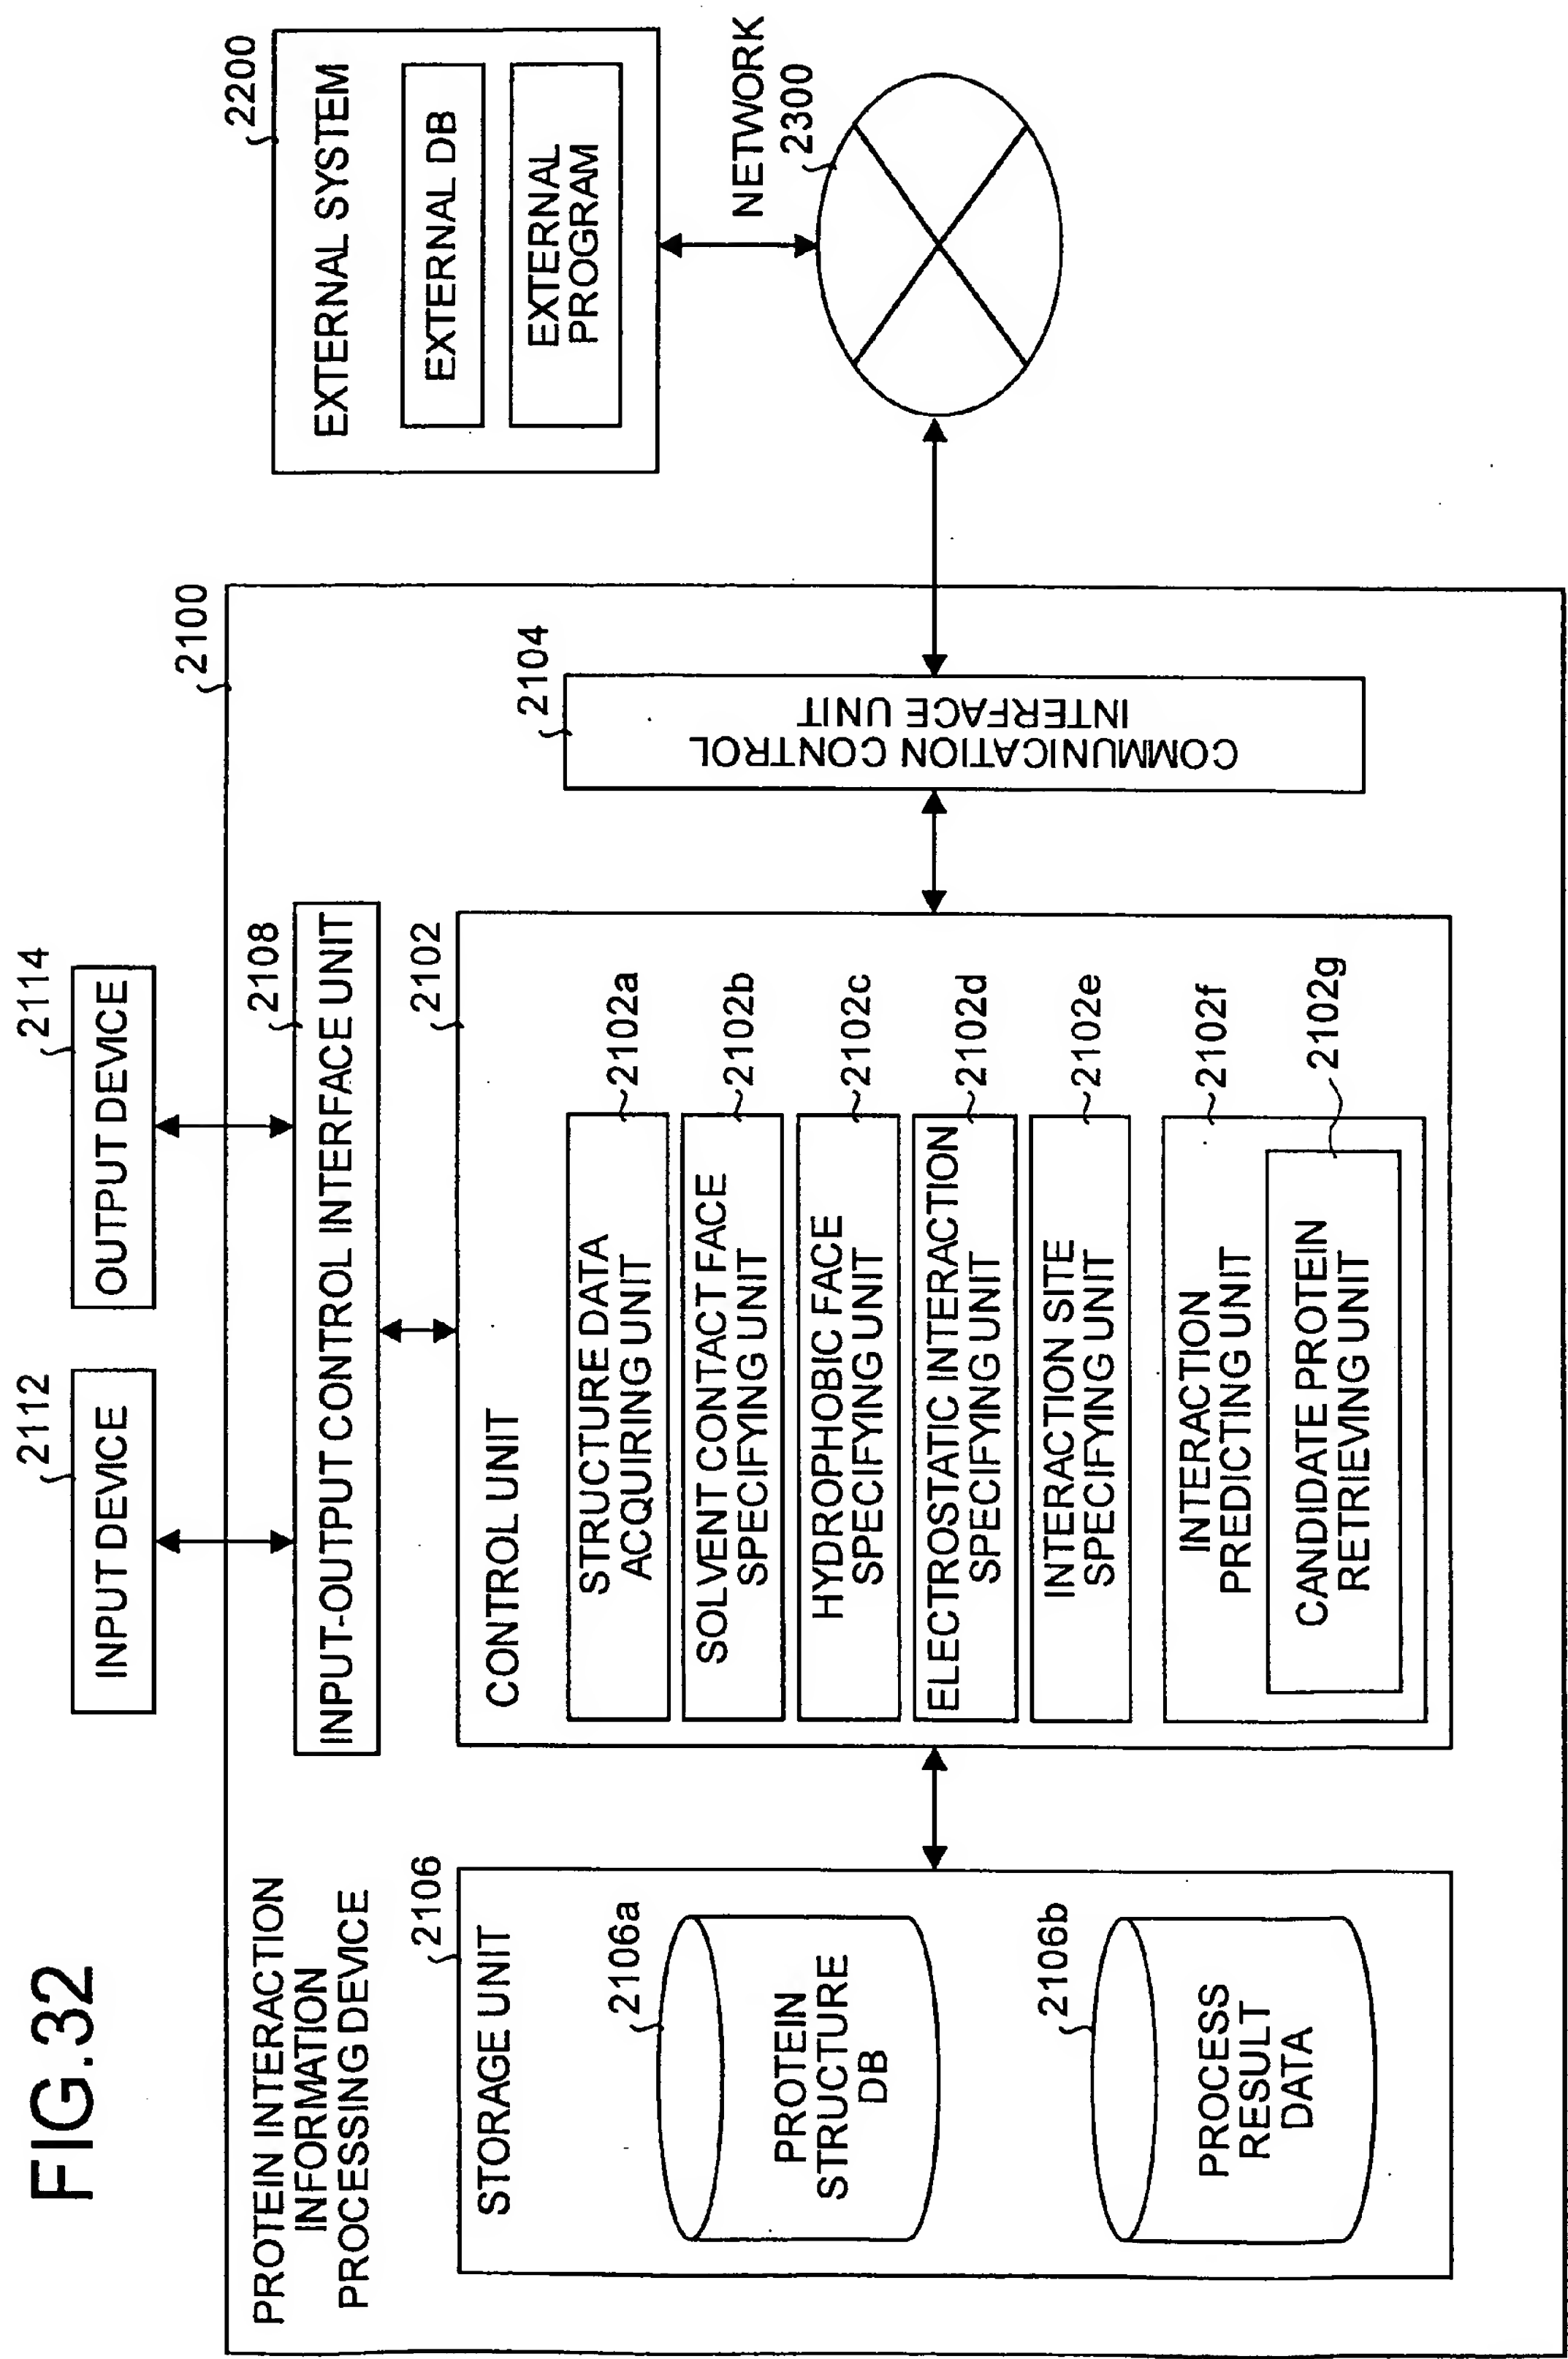 FIG.32
PROTEIN INTERACTION
INFORMATION
PROCESSING DEVICE
2112
INPUT DEVICE
2114
OUTPUT DEVICE
2100
2108
INPUT-OUTPUT CONTROL INTERFACE UNIT
2106
STORAGE UNIT
2106a
PROTEIN
STRUCTURE
DB
2106b
PROCESS
RESULT
DATA
2102
CONTROL UNIT
STRUCTURE DATA
ACQUIRING UNIT
2102a
SOLVENT CONTACT FACE
SPECIFYING UNIT
2102b
HYDROPHOBIC FACE
SPECIFYING UNIT
2102c
ELECTROSTATIC INTERACTION
SPECIFYING UNIT
2102d
INTERACTION SITE
SPECIFYING UNIT
2102e
INTERACTION
PREDICTING UNIT
2102f
CANDIDATE PROTEIN
RETRIEVING UNIT
2102g
2104
COMMUNICATION CONTROL
INTERFACE UNIT
2200
EXTERNAL SYSTEM
EXTERNAL DB
EXTERNAL
PROGRAM
NETWORK
2300